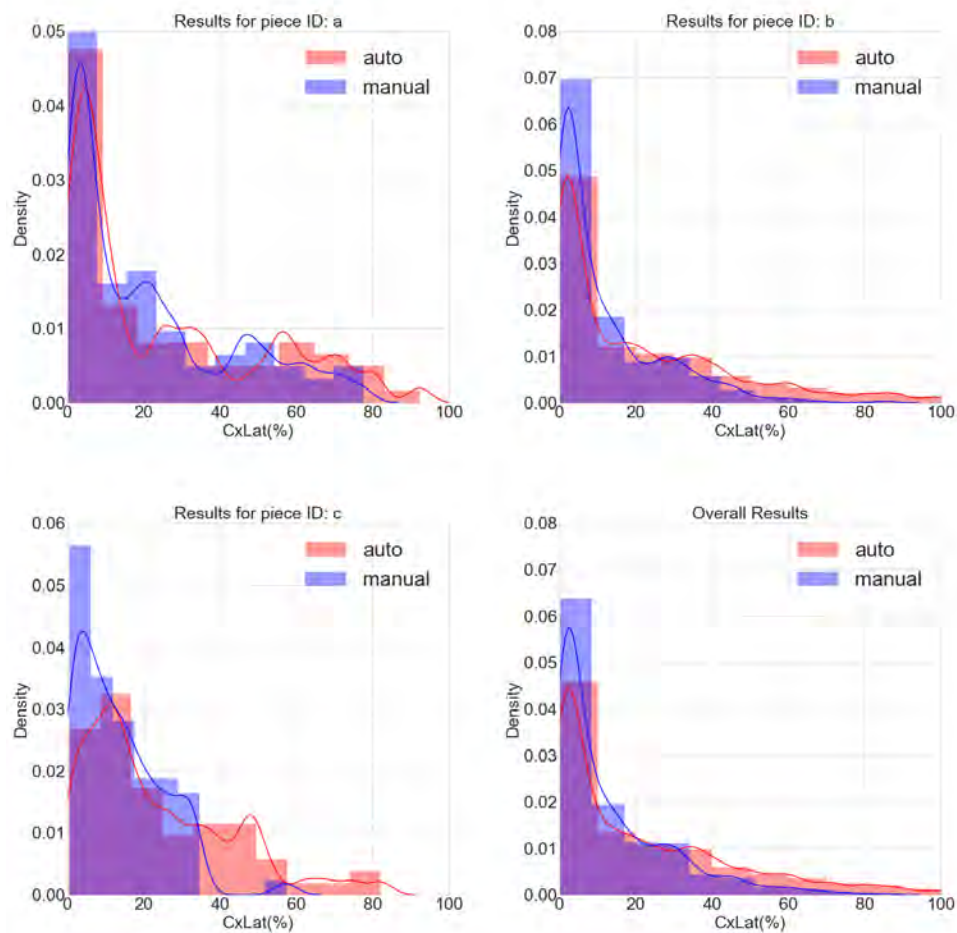 Results for piece ID: a
0.05
0.04
0.03
0.02
0.01
0.00
Density
auto
manual
0 20 40 60 80 100
CxLat(%)
Results for piece ID: b
0.08
0.07
0.06
0.05
0.04
0.03
0.02
0.01
0.00
Density
auto
manual
0 20 40 60 80 100
CxLat(%)
Results for piece ID: c
0.06
0.05
0.04
0.03
0.02
0.01
0.00
Density
auto
manual
0 20 40 60 80 100
CxLat(%)
Overall Results
0.08
0.07
0.06
0.05
0.04
0.03
0.02
0.01
0.00
Density
auto
manual
0 20 40 60 80 100
CxLat(%)